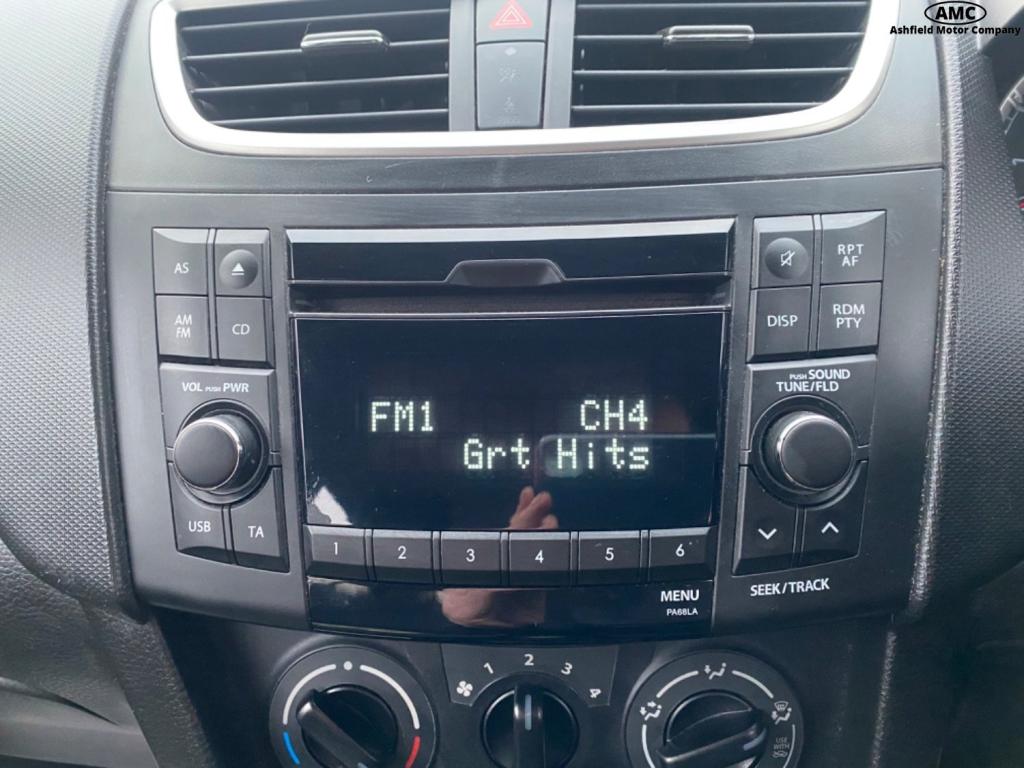 AMC
Ashfield Motor Company
AS
AM
FM
CD
RPT
AF
DISP
RDM
PTY
VOL PUSH PWR
PUSH SOUND
TUNE/FLD
FM1 CH4
Grt Hits
USB
TA
1 2 3 4 5 6
SEEK/TRACK
MENU
PA68LA
1 2 3 4
USE
WITH